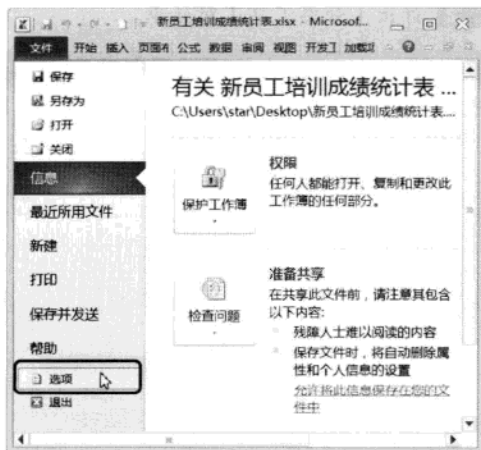 新员工培训成绩统计表.xlsx - Microsof...
文件 开始 插入 页面布 公式 数据 审阅 视图 开发工 加载项
保存
另存为
打开
关闭
信息
最近所用文件
新建
打印
保存并发送
帮助
选项
退出
有关 新员工培训成绩统计表 ...
C:\Users\star\Desktop\新员工培训成绩统计表....
保护工作簿
权限
任何人都能打开、复制和更改此
工作簿的任何部分。
检查问题
准备共享
在共享此文件前，请注意其包含
以下内容:
残障人士难以阅读的内容
保存文件时，将自动删除属
性和个人信息的设置
允许将此信息保存在您的文
件中